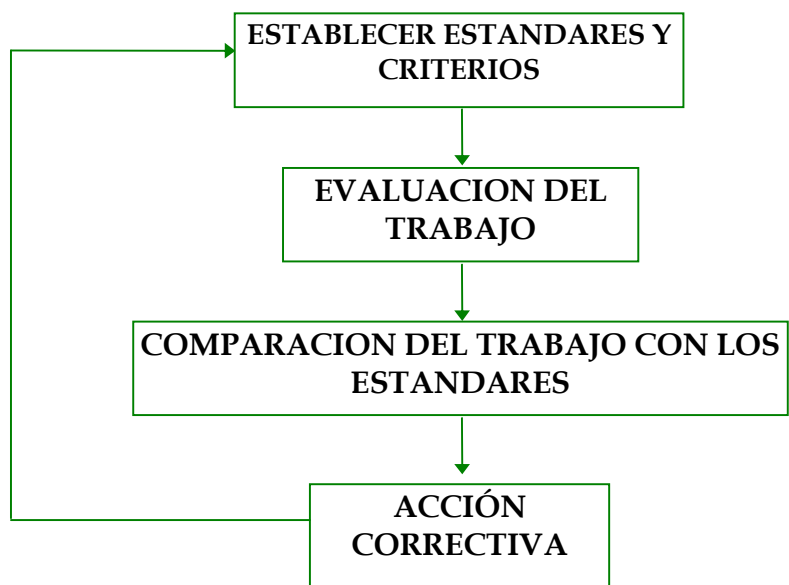 ESTABLECER ESTANDARES Y
CRITERIOS
EVALUACION DEL
TRABAJO
COMPARACION DEL TRABAJO CON LOS
ESTANDARES
ACCIÓN
CORRECTIVA